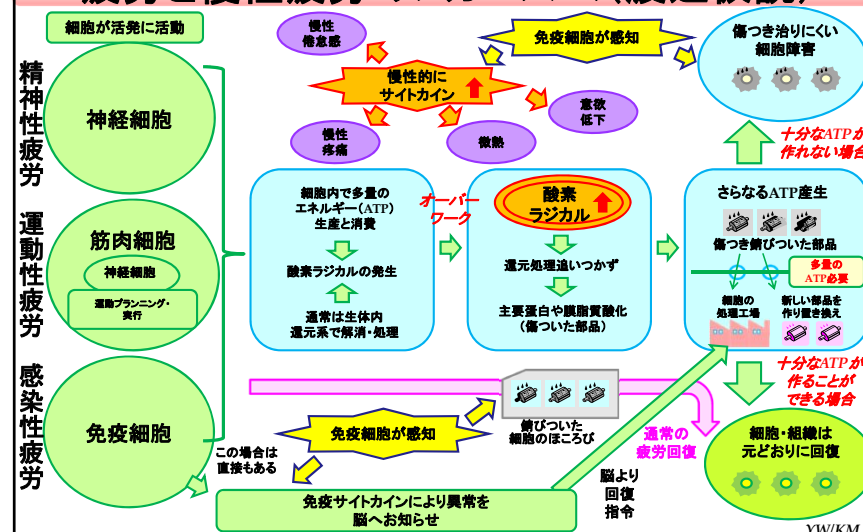 細胞が活発に活動
精神性疲労
神経細胞
運動性疲労
筋肉細胞
神経細胞
運動プランニング・
実行
感染性疲労
免疫細胞
慢性
倦怠感
慢性的に
サイトカイン
慢性
疼痛
微熱
意欲
低下
免疫細胞が感知
傷つき治りにくい
細胞障害
十分なATPが
作れない場合
細胞内で多量の
エネルギー(ATP)
生産と消費
酸素ラジカルの発生
通常は生体内
還元系で解消・処理
オーバー
ワーク
酸素
ラジカル
還元処理追いつかず
主要蛋白や膜脂質酸化
(傷ついた部品)
さらなるATP産生
傷つき錆びついた部品
多量の
ATP必要
細胞の
処理工場
新しい部品を
作り置き換え
十分なATPが
作ることが
できる場合
錆びついた
細胞のほころび
通常の
疲労回復
免疫細胞が感知
この場合は
直接もある
免疫サイトカインにより異常を
脳へお知らせ
脳より
回復
指令
細胞・組織は
元どおりに回復
YW/KM